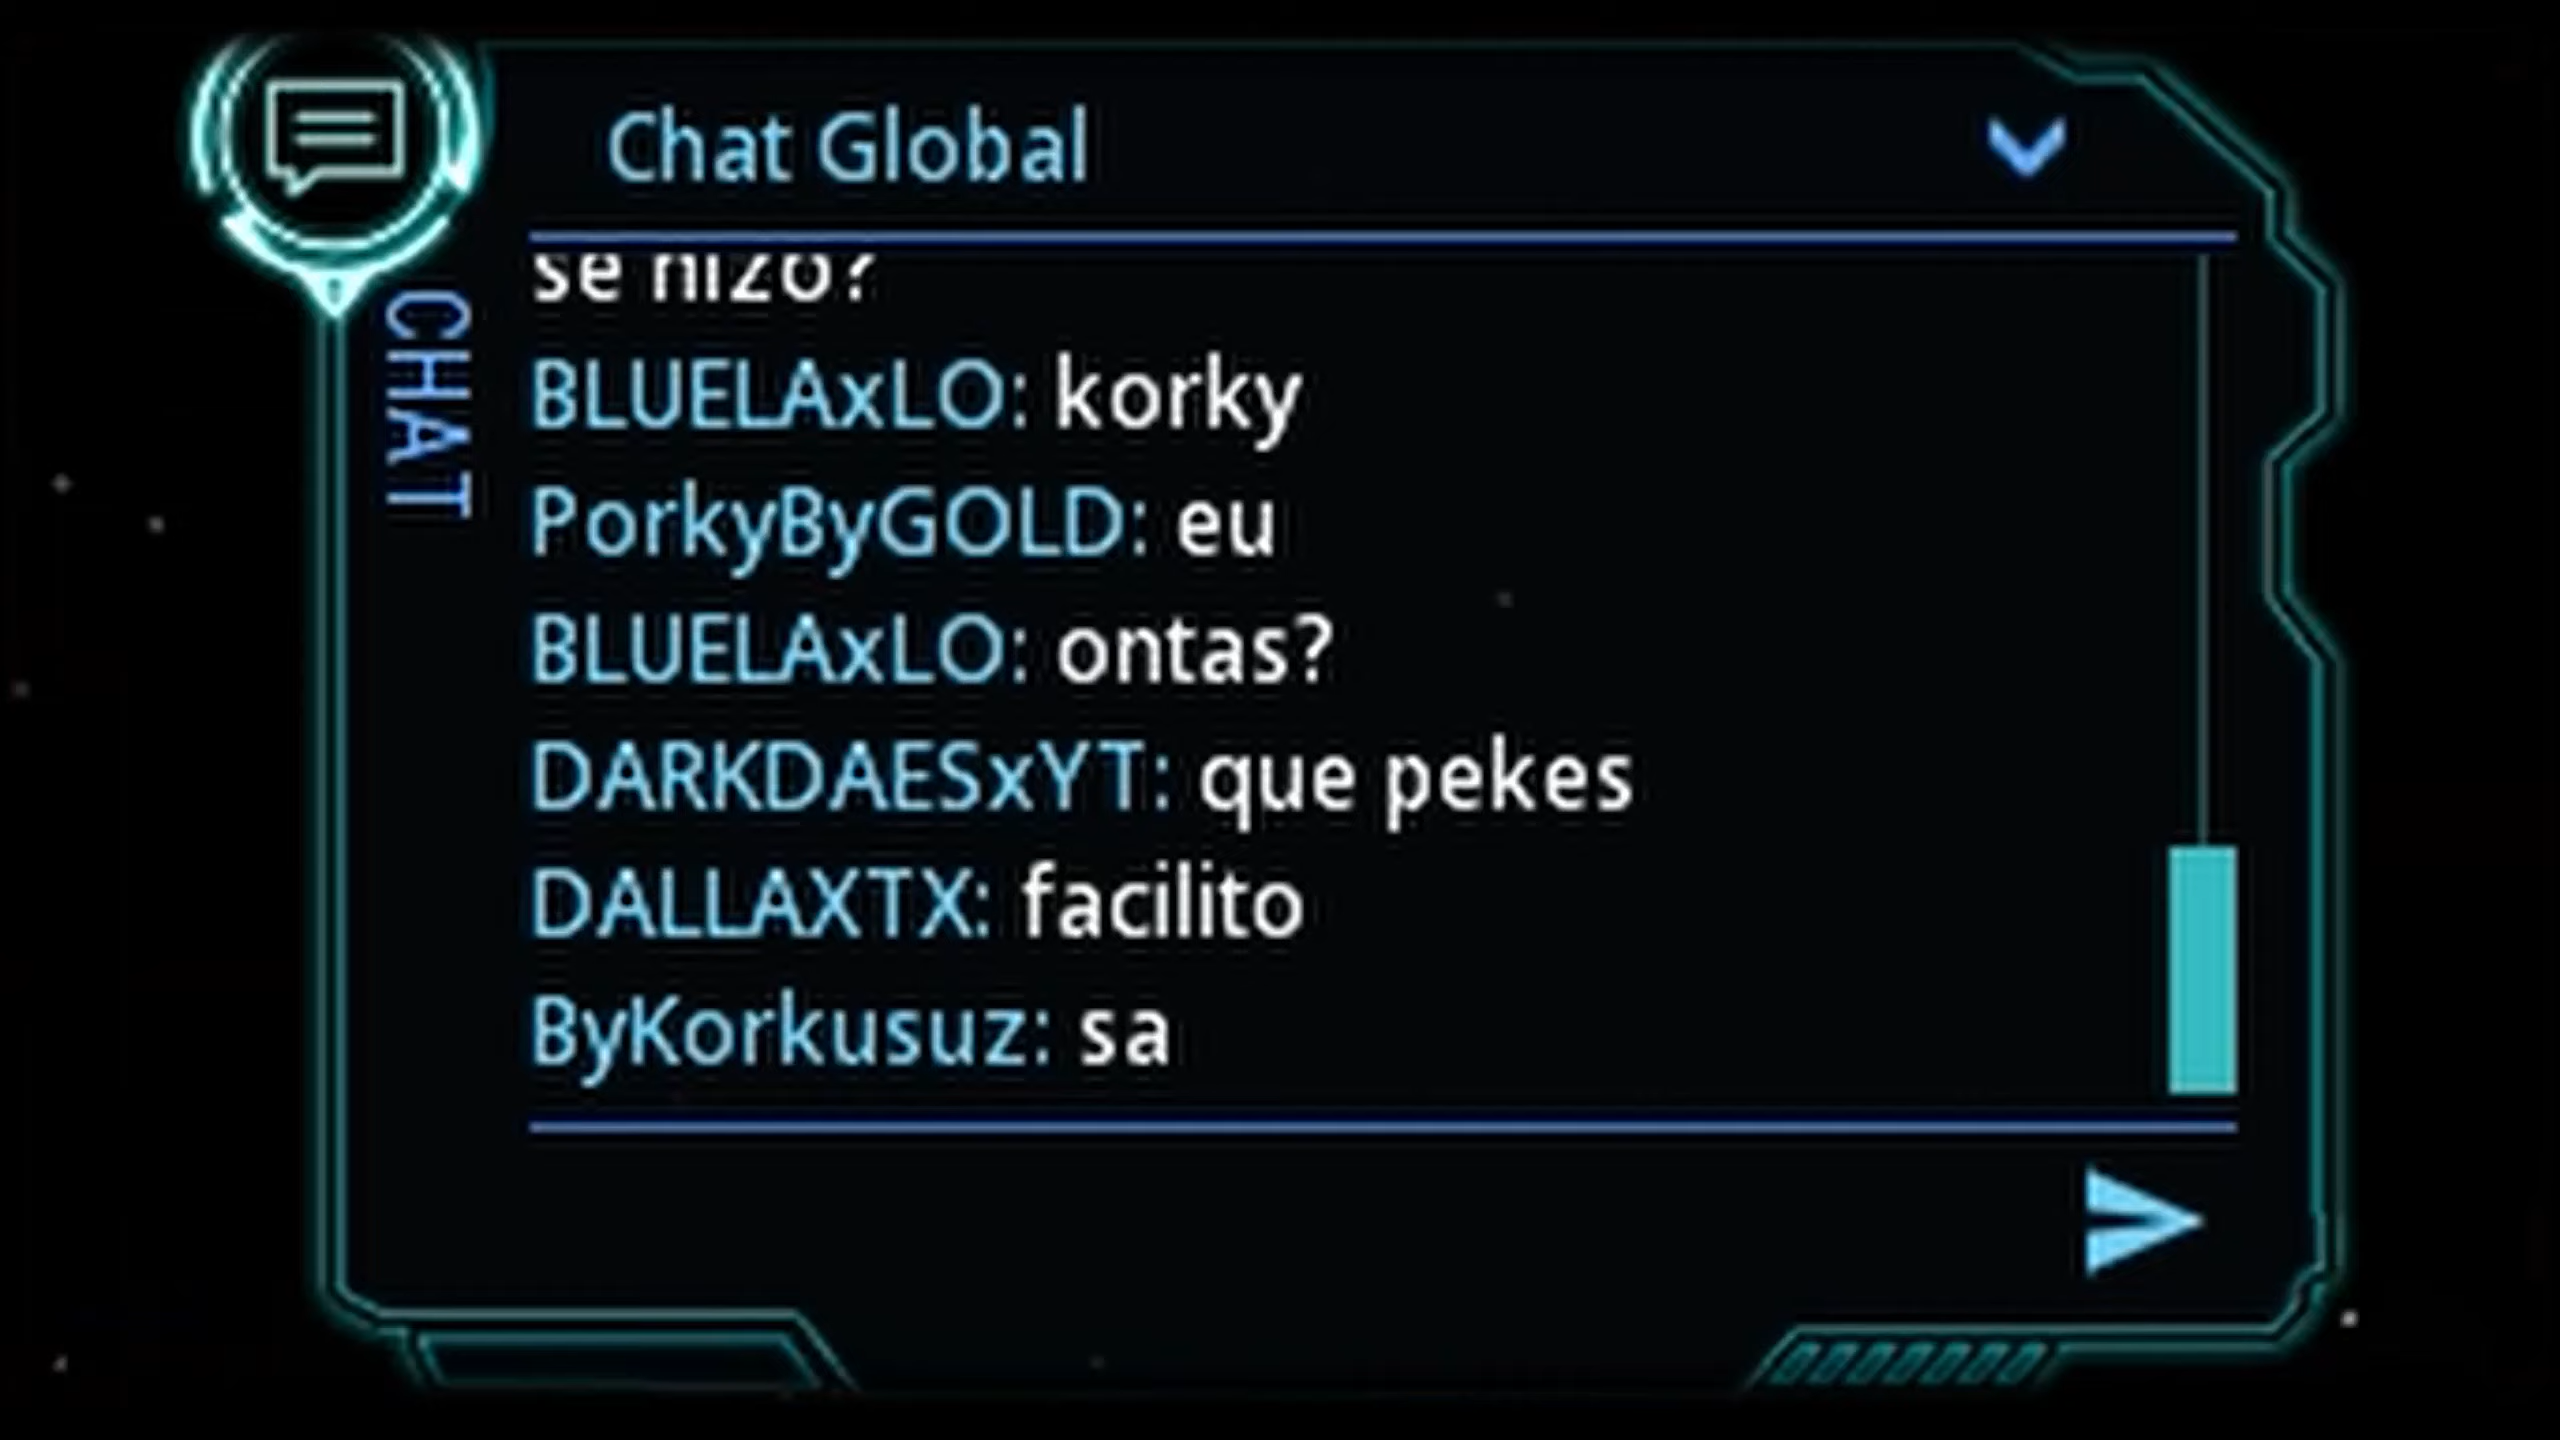 Chat Global
CHAT
se hizo?
BLUELAxLO: korky
PorkyByGOLD: eu
BLUELAxLO: ontas?
DARKDAESxYT: que pekes
DALLAXTX: facilito
ByKorkusuz: sa